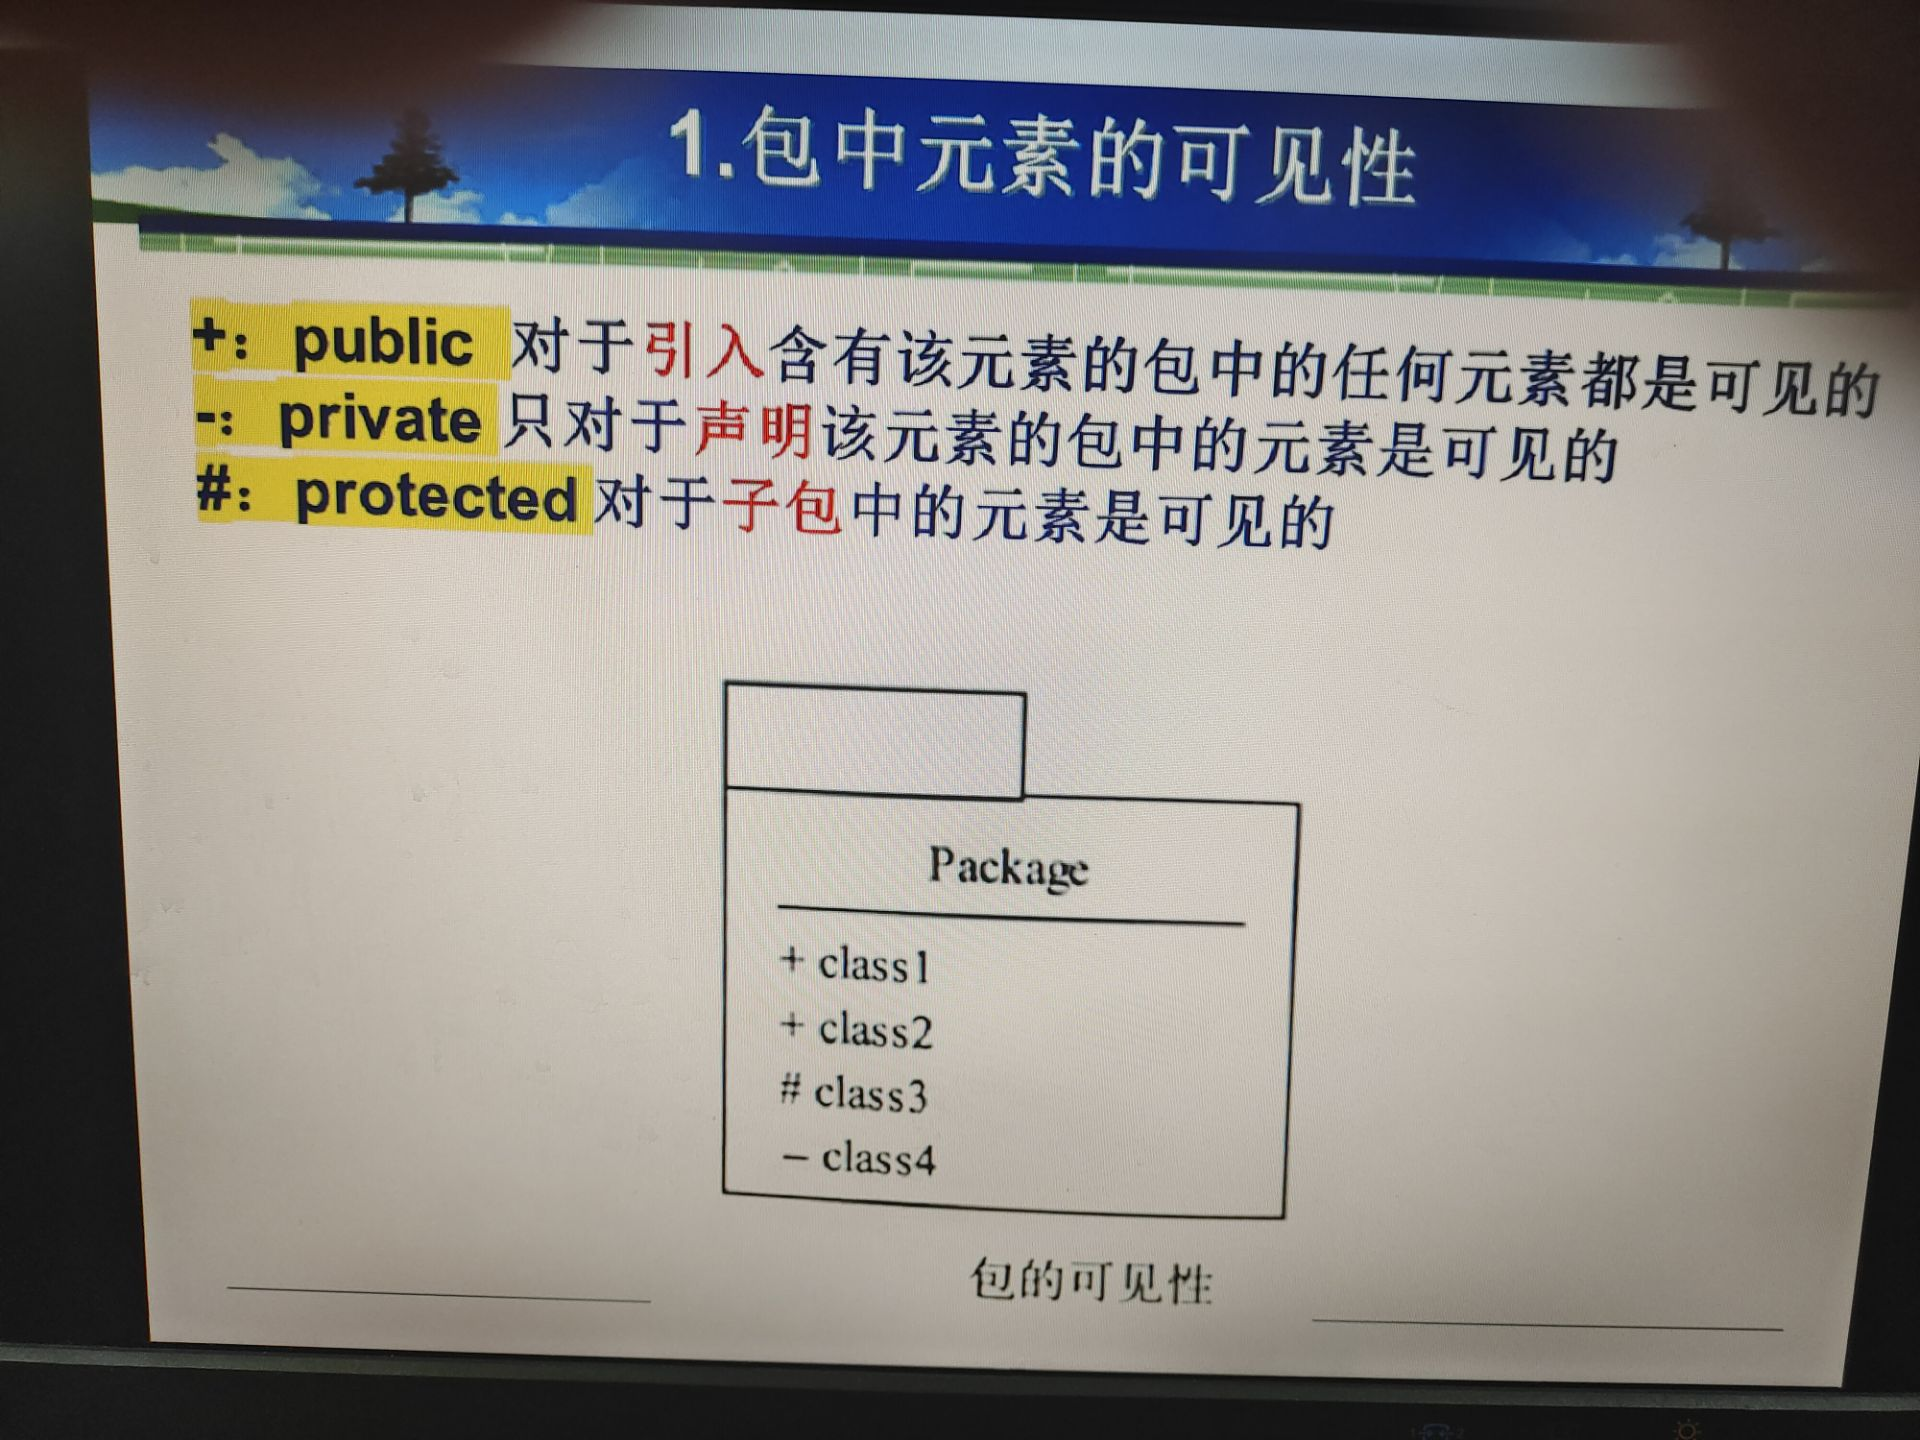 1.包中元素的可见性
+：public 对于引入含有该元素的包中的任何元素都是可见的
-：private 只对于声明该元素的包中的元素是可见的
#：protected 对于子包中的元素是可见的
Package
+ class1
+ class2
# class3
– class4
包的可见性